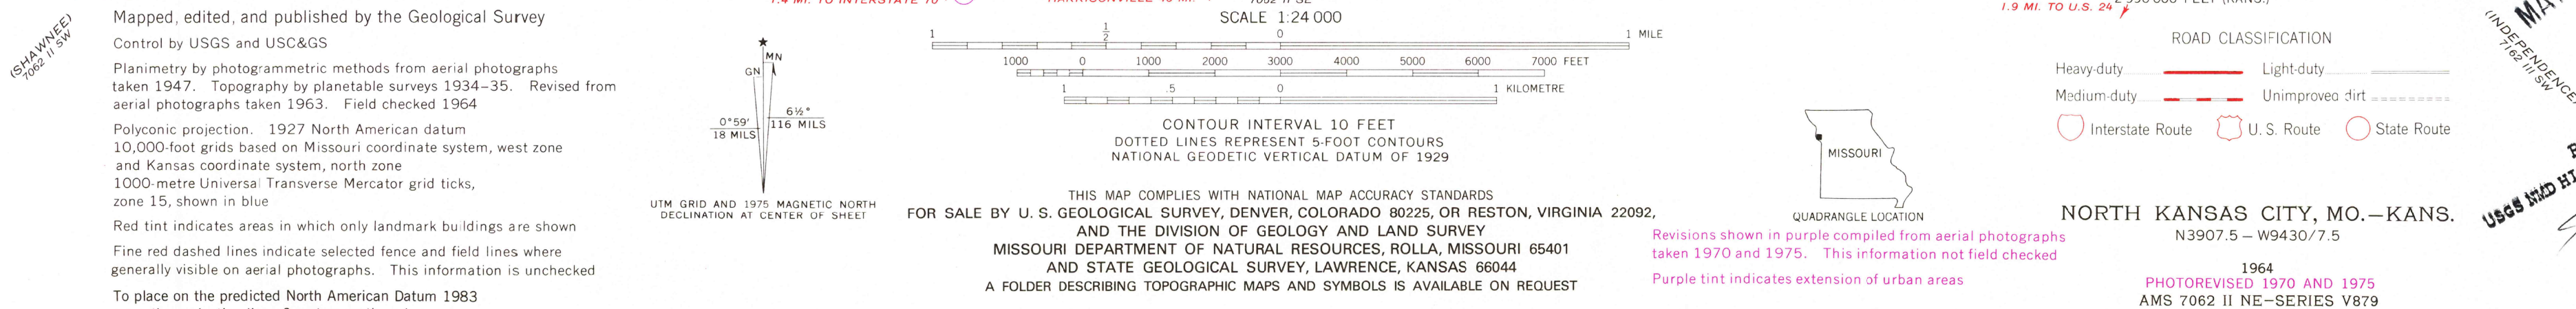 (SHAWNEE)
7062 II SW
Mapped, edited, and published by the Geological Survey
Control by USGS and USC&GS
Planimetry by photogrammetric methods from aerial photographs
taken 1947. Topography by planetable surveys 1934–35. Revised from
aerial photographs taken 1963. Field checked 1964
Polyconic projection. 1927 North American datum
10,000-foot grids based on Missouri coordinate system, west zone
and Kansas coordinate system, north zone
1000-metre Universal Transverse Mercator grid ticks,
zone 15, shown in blue
Red tint indicates areas in which only landmark buildings are shown
Fine red dashed lines indicate selected fence and field lines where
generally visible on aerial photographs. This information is unchecked
To place on the predicted North American Datum 1983
MN
GN
0°59′
18 MILS
6½°
116 MILS
UTM GRID AND 1975 MAGNETIC NORTH
DECLINATION AT CENTER OF SHEET
1.4 MI. TO INTERSTATE 70
7062 II SE
SCALE 1:24 000
1 ½ 0 1 MILE
1000 0 1000 2000 3000 4000 5000 6000 7000 FEET
1 .5 0 1 KILOMETRE
CONTOUR INTERVAL 10 FEET
DOTTED LINES REPRESENT 5-FOOT CONTOURS
NATIONAL GEODETIC VERTICAL DATUM OF 1929
THIS MAP COMPLIES WITH NATIONAL MAP ACCURACY STANDARDS
FOR SALE BY U. S. GEOLOGICAL SURVEY, DENVER, COLORADO 80225, OR RESTON, VIRGINIA 22092,
AND THE DIVISION OF GEOLOGY AND LAND SURVEY
MISSOURI DEPARTMENT OF NATURAL RESOURCES, ROLLA, MISSOURI 65401
AND STATE GEOLOGICAL SURVEY, LAWRENCE, KANSAS 66044
A FOLDER DESCRIBING TOPOGRAPHIC MAPS AND SYMBOLS IS AVAILABLE ON REQUEST
MISSOURI
QUADRANGLE LOCATION
Revisions shown in purple compiled from aerial photographs
taken 1970 and 1975. This information not field checked
Purple tint indicates extension of urban areas
1.9 MI. TO U.S. 24
ROAD CLASSIFICATION
Heavy-duty Light-duty
Medium-duty Unimproved dirt
Interstate Route U. S. Route State Route
NORTH KANSAS CITY, MO.–KANS.
N3907.5–W9430/7.5
1964
PHOTOREVISED 1970 AND 1975
AMS 7062 II NE–SERIES V879
(INDEPENDENCE
7162 III SW
USGS NMD